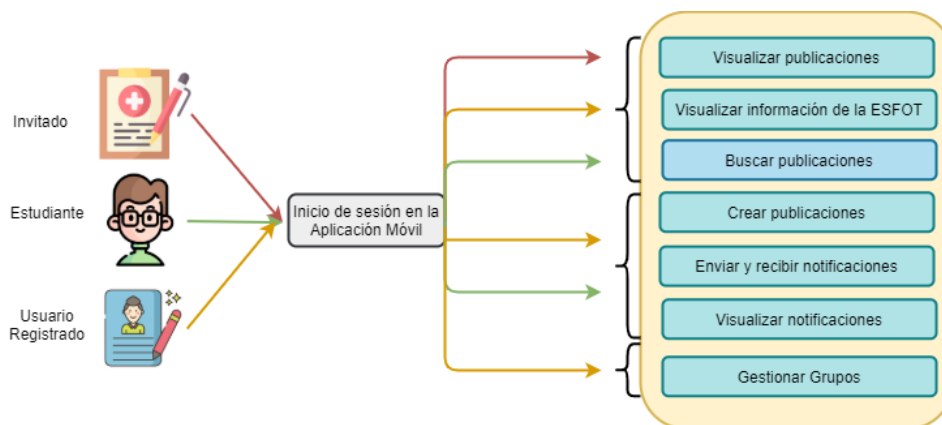 Invitado
Estudiante
Usuario
Registrado
Inicio de sesión en la
Aplicación Móvil
Visualizar publicaciones
Visualizar información de la ESFOT
Buscar publicaciones
Crear publicaciones
Enviar y recibir notificaciones
Visualizar notificaciones
Gestionar Grupos